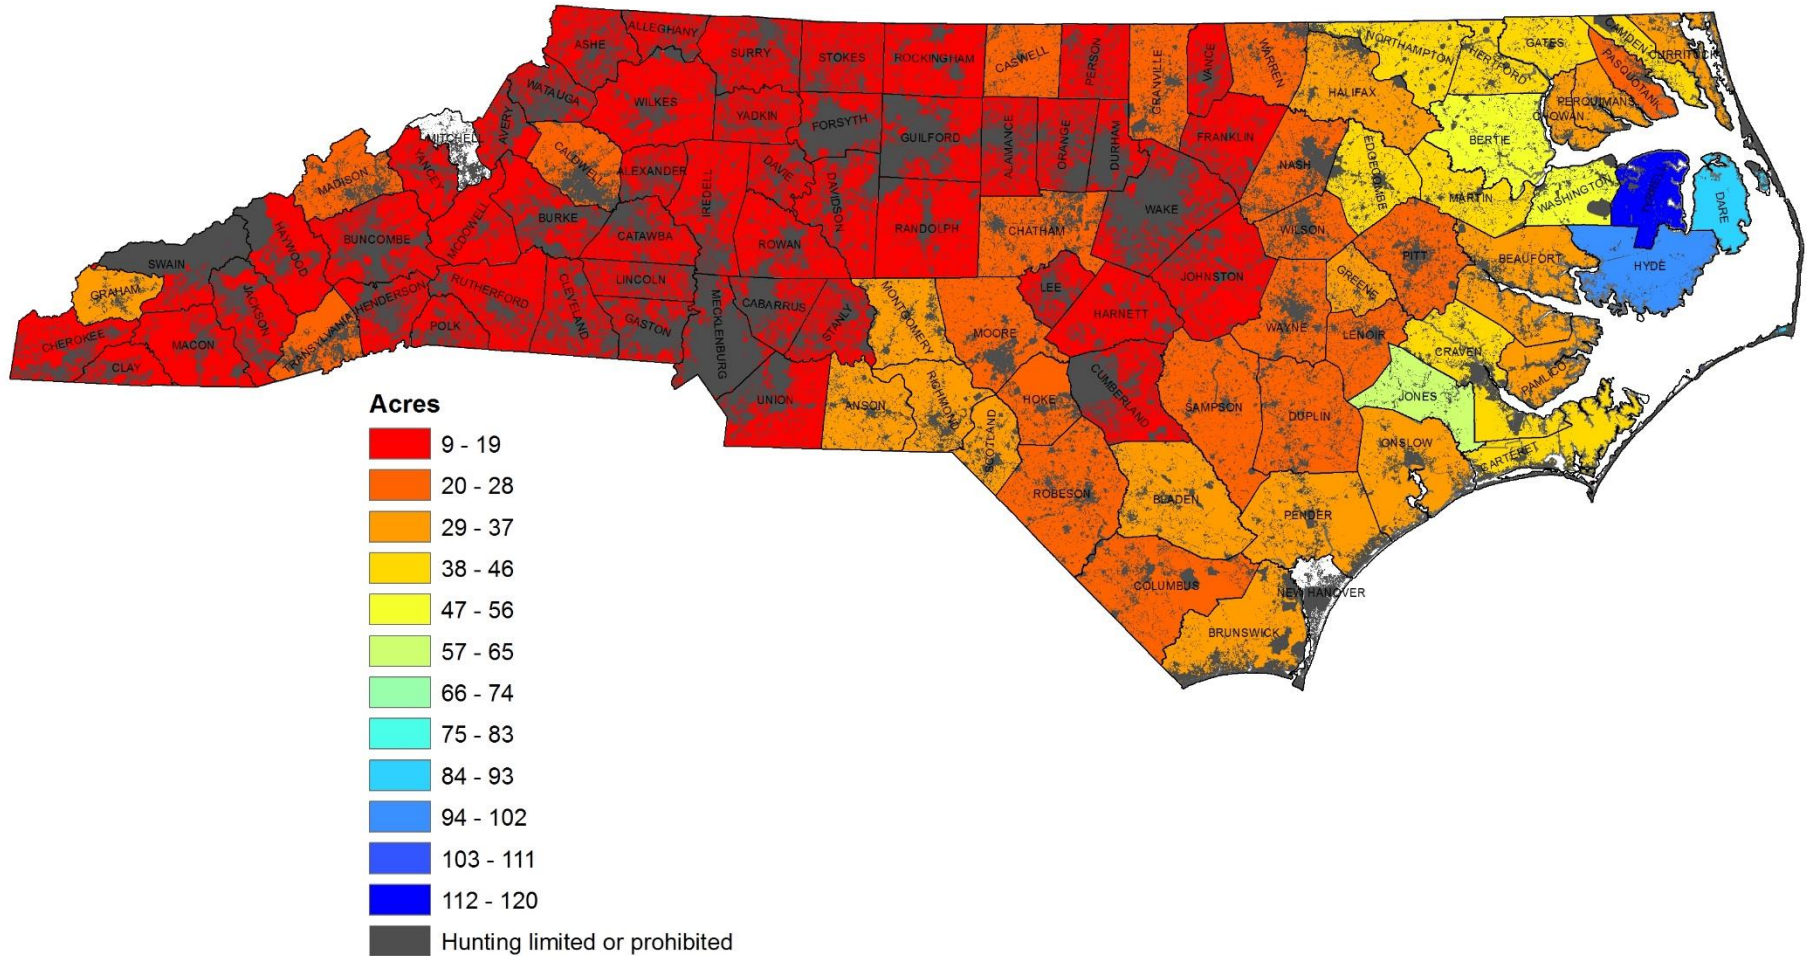 ASHE
ALLEGHANY
SURRY
STOKES
ROCKINGHAM
CASWELL
PERSON
GRANVILLE
VANCE
WARREN
HALIFAX
NORTHAMPTON
HERTFORD
GATES
CAMDEN
CURRITUCK
PASQUOTANK
PERQUIMANS
CHOWAN
WATAUGA
WILKES
YADKIN
FORSYTH
GUILFORD
ALAMANCE
ORANGE
DURHAM
FRANKLIN
NASH
EDGECOMBE
BERTIE
MITCHELL
AVERY
YANCEY
MADISON
CALDWELL
ALEXANDER
IREDELL
DAVIE
DAVIDSON
RANDOLPH
CHATHAM
WAKE
WILSON
MARTIN
WASHINGTON
DARE
HYDE
BEAUFORT
PITT
GREENE
JOHNSTON
SWAIN
HAYWOOD
BUNCOMBE
MCDOWELL
BURKE
CATAWBA
ROWAN
GRAHAM
JACKSON
HENDERSON
RUTHERFORD
POLK
CLEVELAND
LINCOLN
GASTON
MECKLENBURG
CABARRUS
STANLY
MONTGOMERY
MOORE
LEE
HARNETT
WAYNE
LENOIR
CRAVEN
PAMLICO
CHEROKEE
CLAY
MACON
TRANSYLVANIA
UNION
ANSON
RICHMOND
SCOTLAND
HOKE
CUMBERLAND
SAMPSON
DUPLIN
JONES
CARTERET
ONSLOW
ROBESON
BLADEN
PENDER
COLUMBUS
NEW HANOVER
BRUNSWICK
Acres
9 - 19
20 - 28
29 - 37
38 - 46
47 - 56
57 - 65
66 - 74
75 - 83
84 - 93
94 - 102
103 - 111
112 - 120
Hunting limited or prohibited